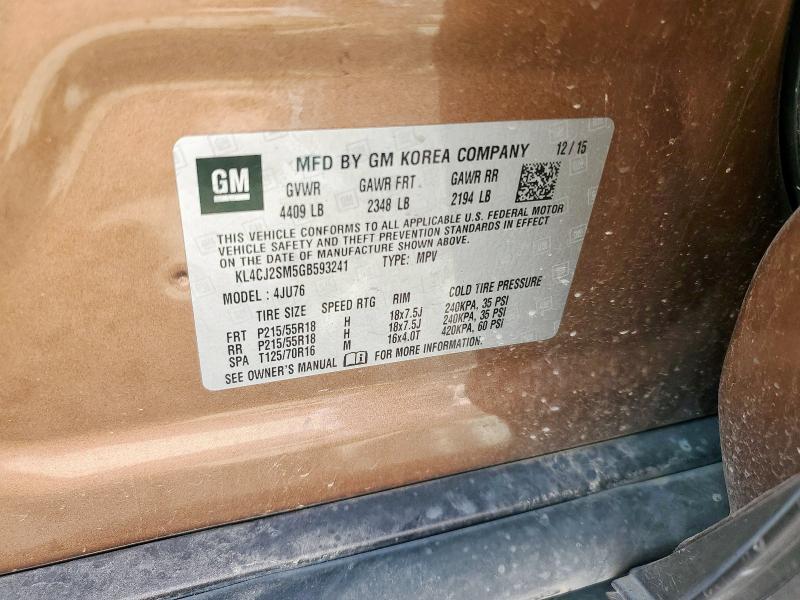 GM MFD BY GM KOREA COMPANY 12 / 15
GVWR GAWR FRT. GAWR RR
4409 LB 2348 LB 2194 LB
THIS VEHICLE CONFORMS TO ALL APPLICABLE U.S. FEDERAL MOTOR
VEHICLE SAFETY AND THEFT PREVENTION STANDARDS IN EFFECT
ON THE DATE OF MANUFACTURE SHOWN ABOVE.
KL4CJ2SM5GB593241 TYPE: MPV
MODEL : 4JU76
TIRE SIZE SPEED RTG RIM COLD TIRE PRESSURE
FRT P215/55R18 H 18x7.5J 240KPA, 35 PSI
RR P215/55R18 H 18x7.5J 240KPA, 35 PSI
SPA T125/70R16 M 16x4.0T 420KPA, 60 PSI
SEE OWNER'S MANUAL FOR MORE INFORMATION.